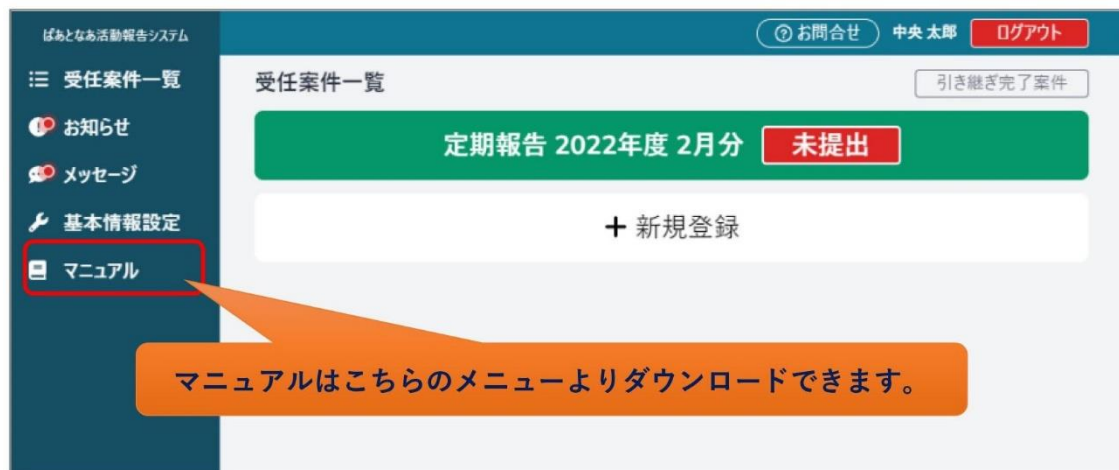 ぱあとなあ活動報告システム
お問合せ 中央 太郎 ログアウト
受任案件一覧
お知らせ
メッセージ
基本情報設定
マニュアル
受任案件一覧
引き継ぎ完了案件
定期報告 2022年度 2月分 未提出
+ 新規登録
マニュアルはこちらのメニューよりダウンロードできます。